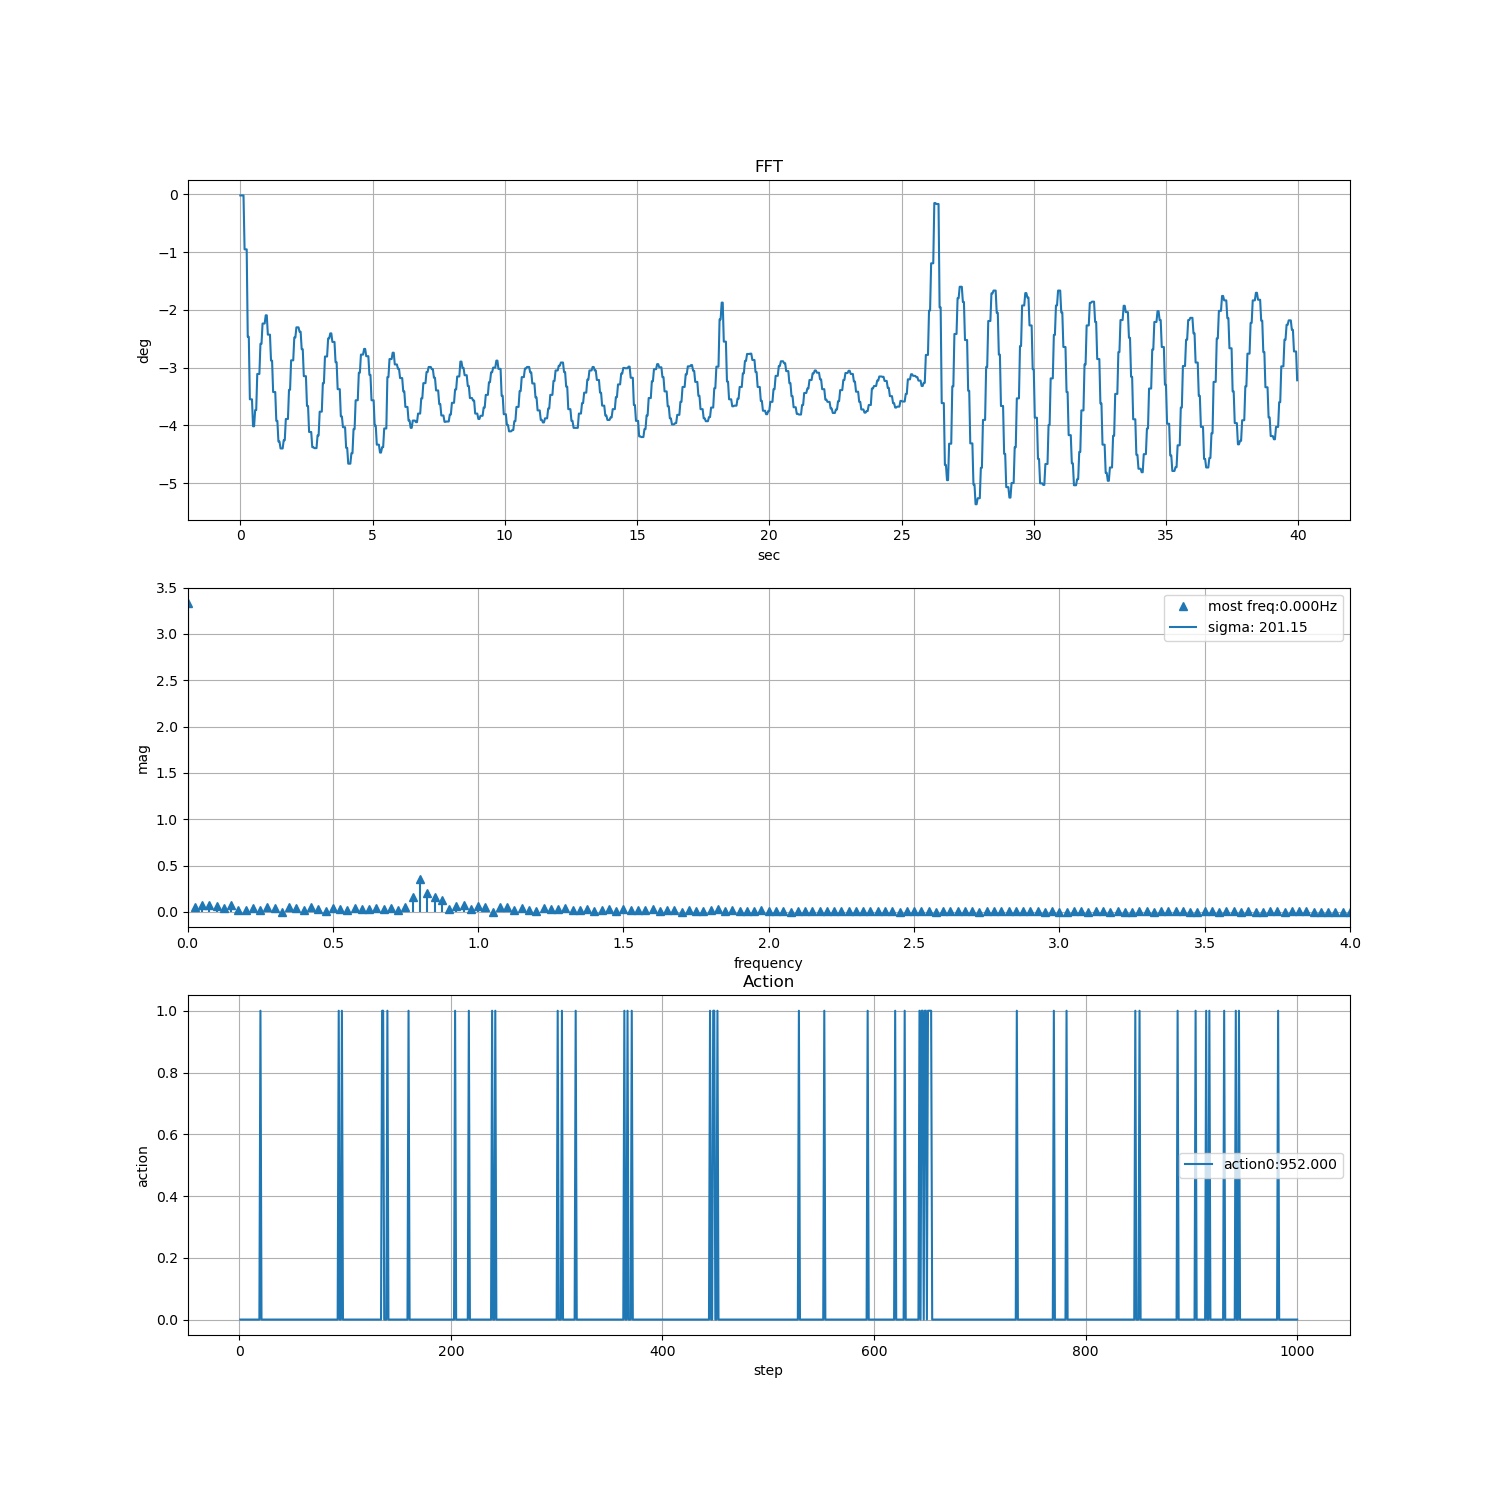 FFT
0
−1
−2
−3
−4
−5
deg
0 5 10 15 20 25 30 35 40
sec
3.5
3.0
2.5
2.0
1.5
1.0
0.5
0.0
mag
most freq:0.000Hz
sigma: 201.15
0.0 0.5 1.0 1.5 2.0 2.5 3.0 3.5 4.0
frequency
Action
1.0
0.8
0.6
0.4
0.2
0.0
action
action0:952.000
0 200 400 600 800 1000
step